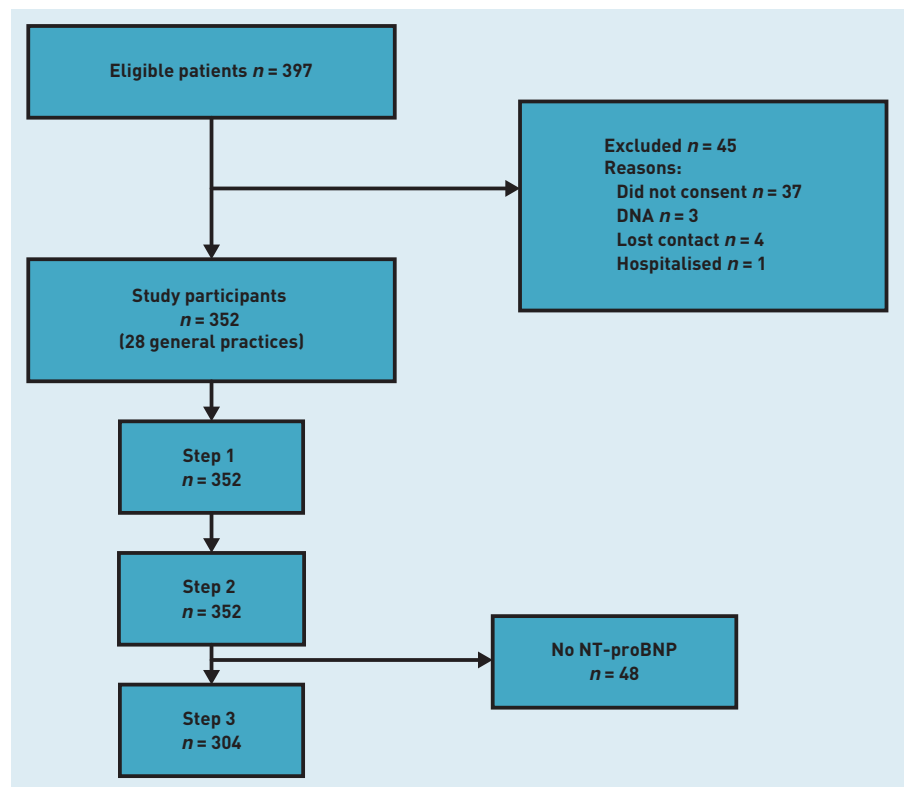 Eligible patients n = 397
Excluded n = 45
Reasons:
Did not consent n = 37
DNA n = 3
Lost contact n = 4
Hospitalised n = 1
Study participants
n = 352
(28 general practices)
Step 1
n = 352
Step 2
n = 352
No NT-proBNP
n = 48
Step 3
n = 304